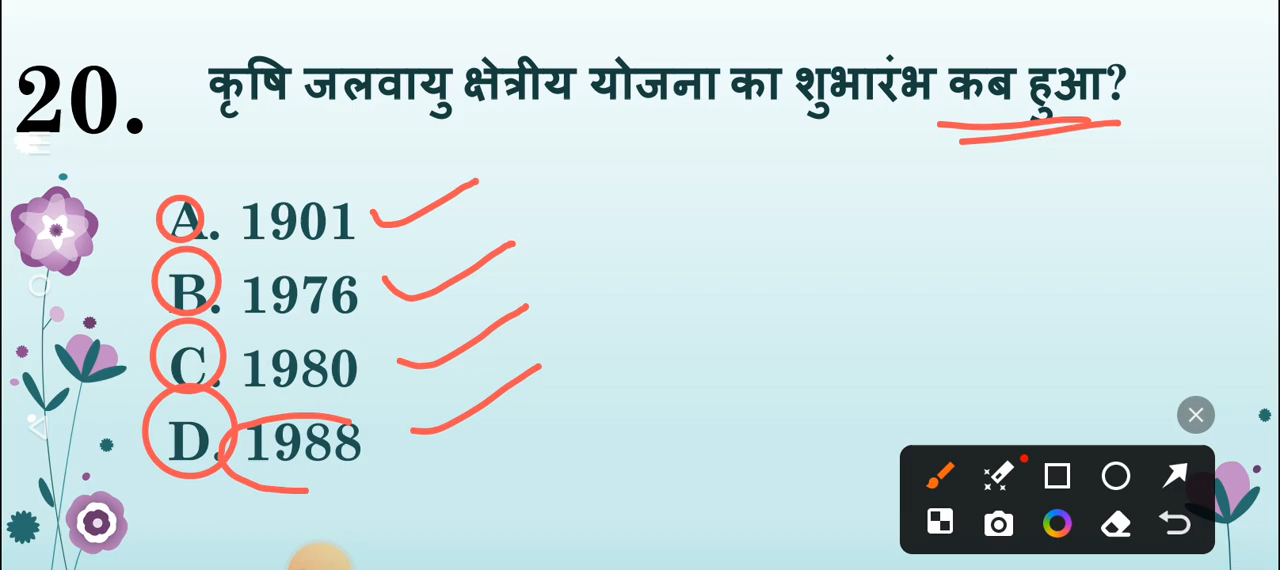 20. कृषि जलवायु क्षेत्रीय योजना का शुभारंभ कब हुआ?
A. 1901
B. 1976
C. 1980
D. 1988